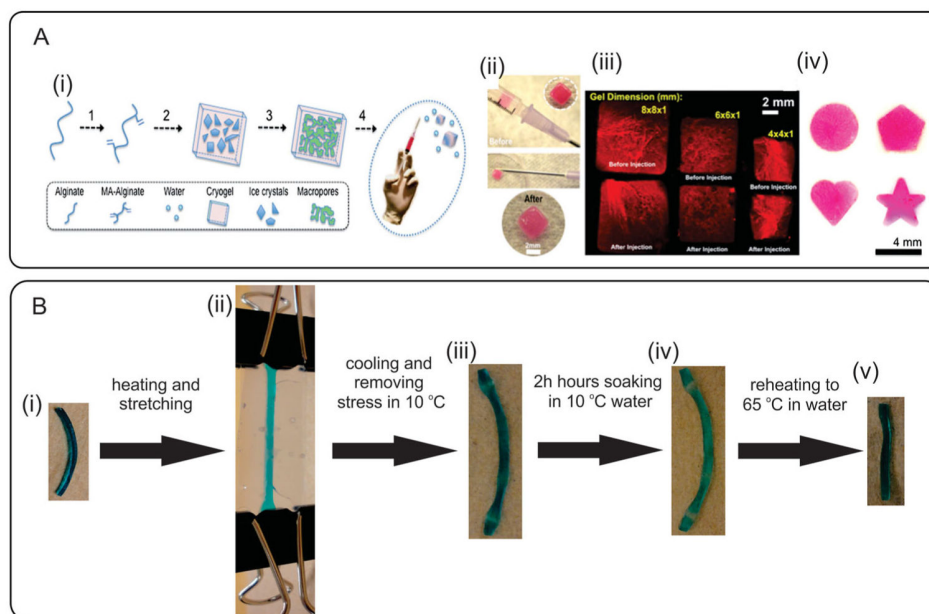 A
(i)
1
2
3
4
Alginate
MA-Alginate
Water
Cryogel
Ice crystals
Macropores
(ii)
Before
After
2mm
(iii)
Gel Dimension (mm):
8x8x1
6x6x1
4x4x1
2 mm
Before Injection
Before Injection
Before Injection
After Injection
After Injection
After Injection
(iv)
4 mm
B
(i)
heating and
stretching
(ii)
cooling and
removing
stress in 10 °C
(iii)
2h hours soaking
in 10 °C water
(iv)
reheating to
65 °C in water
(v)